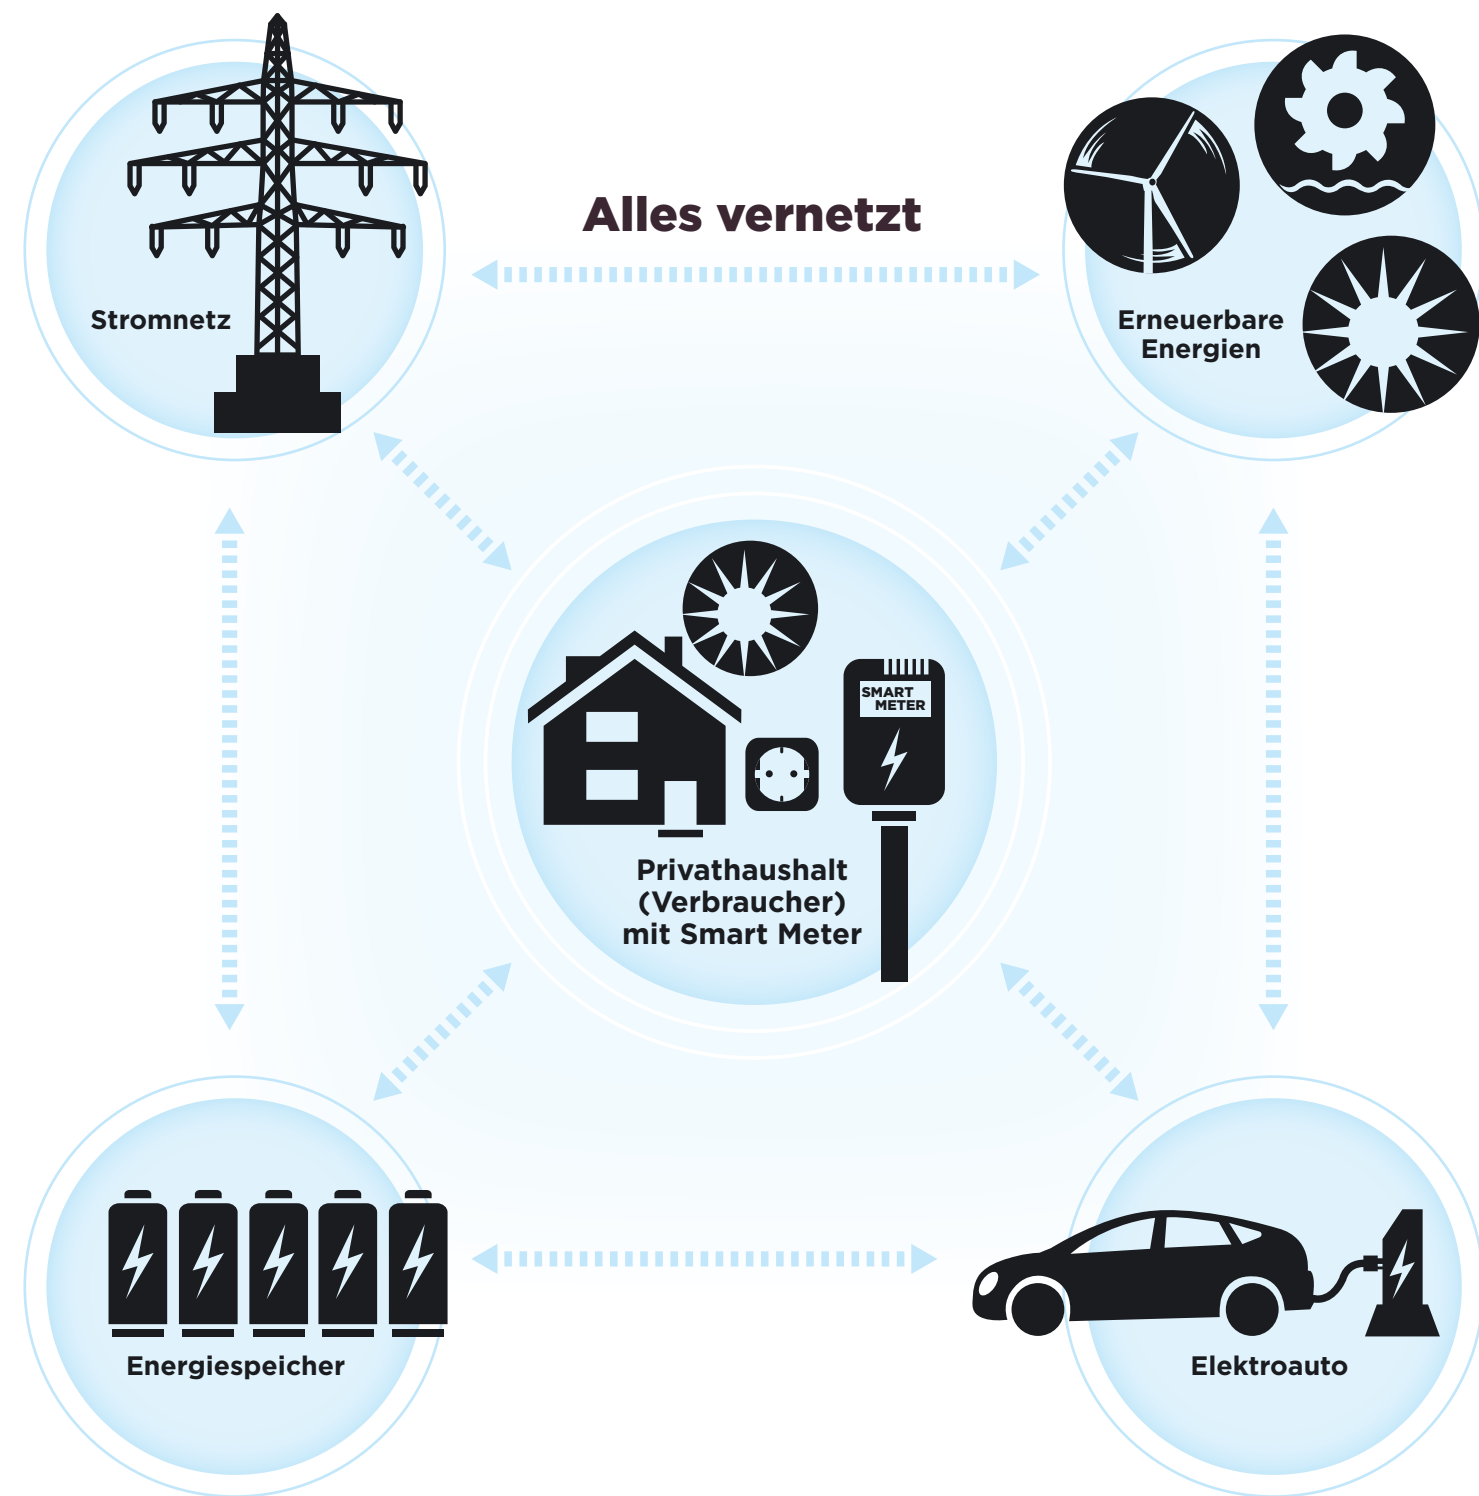 Alles vernetzt
Stromnetz
Erneuerbare
Energien
SMART
METER
Privathaushalt
(Verbraucher)
mit Smart Meter
Energiespeicher
Elektroauto